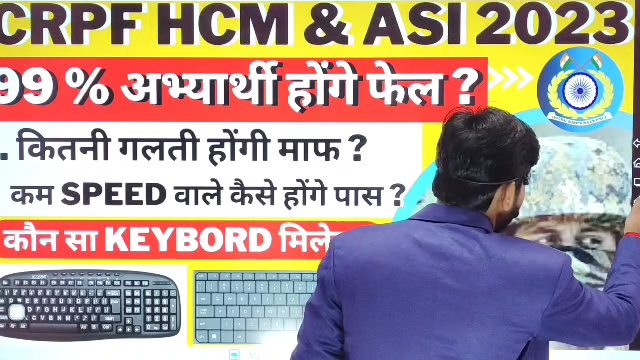 CRPF HCM & ASI 2023
99 % अभ्यार्थी होंगे फेल ?
. कितनी गलती होंगी माफ ?
कम SPEED वाले कैसे होंगे पास ?
कौन सा KEYBORD मिले